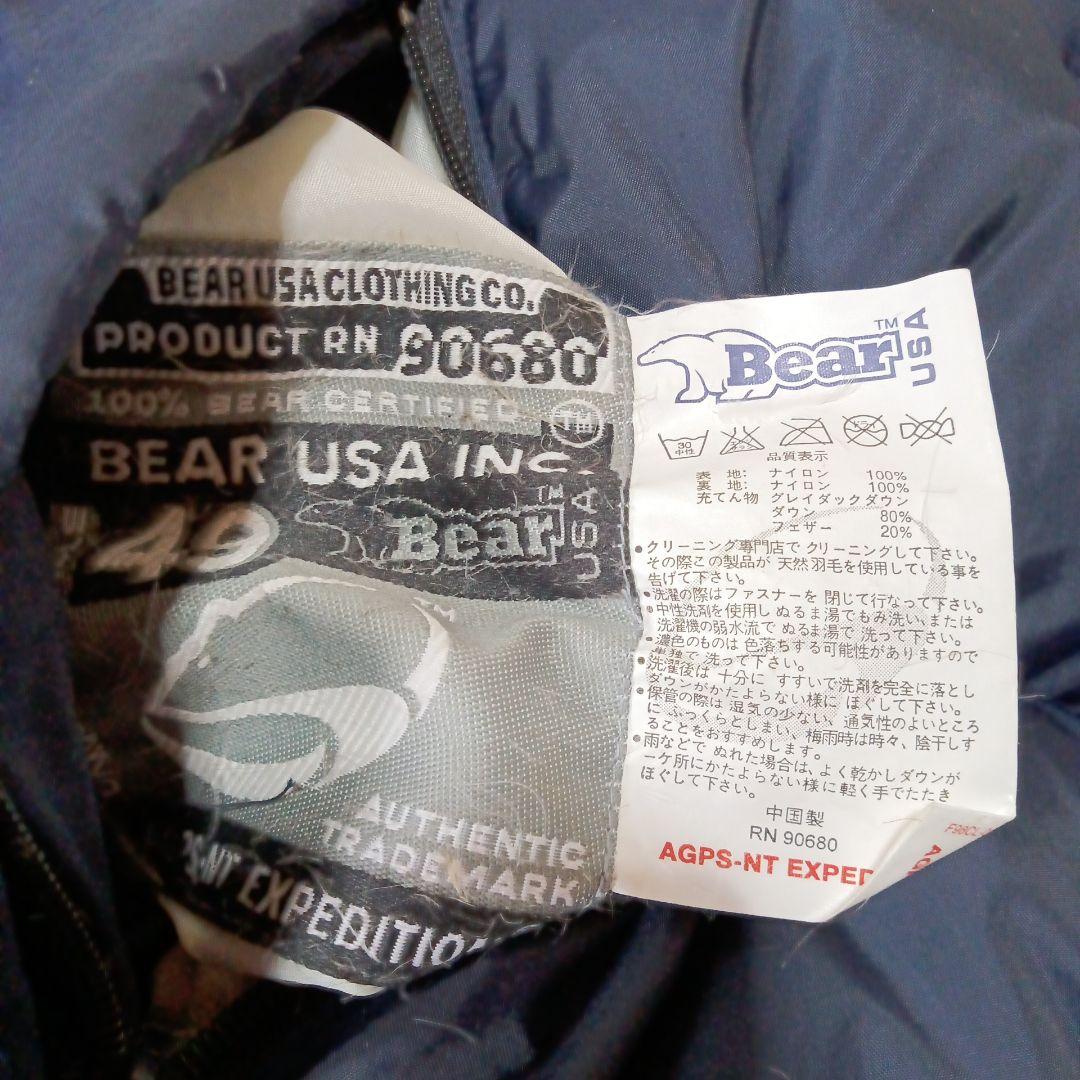 BEAR USA CLOTHING CO.
PRODUCT RN 90680
100% BEAR CERTIFIED
BEAR USA INC.
TM
49
Bear
TM
USA
AUTHENTIC
TRADEMARK
-NT EXPEDITIO
Bear
TM
USA
30
中性
ドライ
品質表示
表 地: ナイロン 100%
裏 地: ナイロン 100%
充てん物 グレイダックダウン
ダウン 80%
フェザー 20%
●クリーニング専門店で クリーニングして下さい。
その際この製品が 天然羽毛を使用している事を
告げて下さい。
●洗濯の際はファスナーを 閉じて行なって下さい。
●中性洗剤を使用し ぬるま湯でもみ洗い、または
洗濯機の弱水流で ぬるま湯で 洗って下さい。
●濃色のものは 色落ちする可能性がありますので
単独で 洗って下さい。
●洗濯後は 十分に すすいで洗剤を完全に落とし
ダウンがかたよらない様に ほぐして下さい。
●保管の際は 湿気の少ない 通気性のよいところ
に ふっくらとしまい、梅雨時は時々、陰干しす
ることをおすすめします。
●雨などで ぬれた場合は、よく乾かしダウンが
一ケ所にかたよらない様に 軽く手でたたき
ほぐして下さい。
中国製
RN 90680
AGPS-NT EXPED